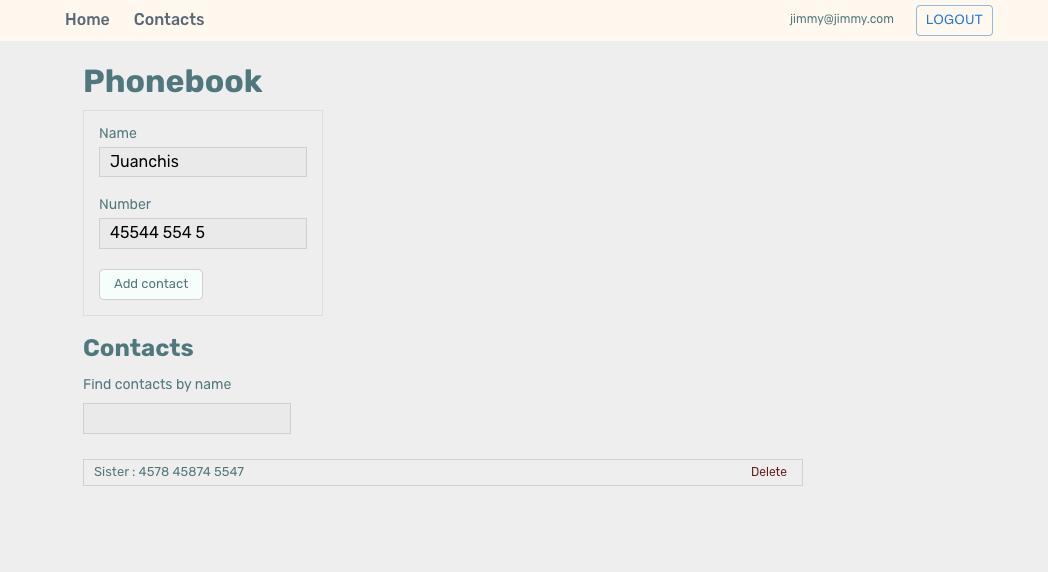 Home Contacts jimmy@jimmy.com LOGOUT
Phonebook
Name
Juanchis
Number
45544 554 5
Add contact
Contacts
Find contacts by name
Sister : 4578 45874 5547 Delete